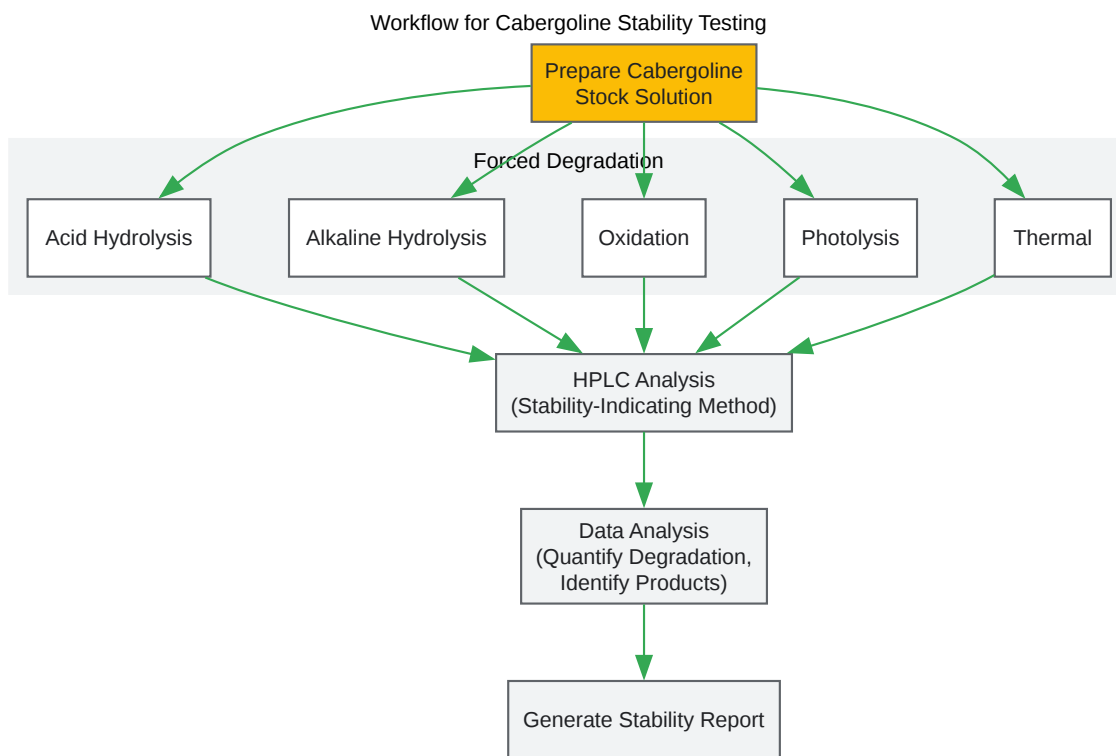 Workflow for Cabergoline Stability Testing
Prepare Cabergoline
Stock Solution
Forced Degradation
Acid Hydrolysis
Alkaline Hydrolysis
Oxidation
Photolysis
Thermal
HPLC Analysis
(Stability-Indicating Method)
Data Analysis
(Quantify Degradation,
Identify Products)
Generate Stability Report